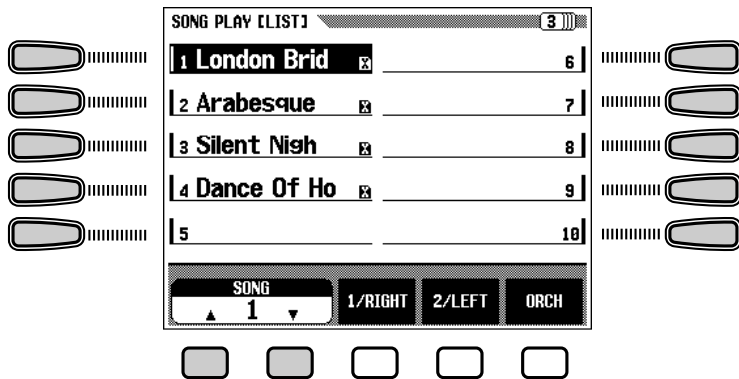 SONG PLAY [LIST] 3
1 London Brid X 6
2 Arabesque X 7
3 Silent Nigh X 8
4 Dance Of Ho X 9
5 10
SONG
▲ 1 ▼ 1/RIGHT 2/LEFT ORCH